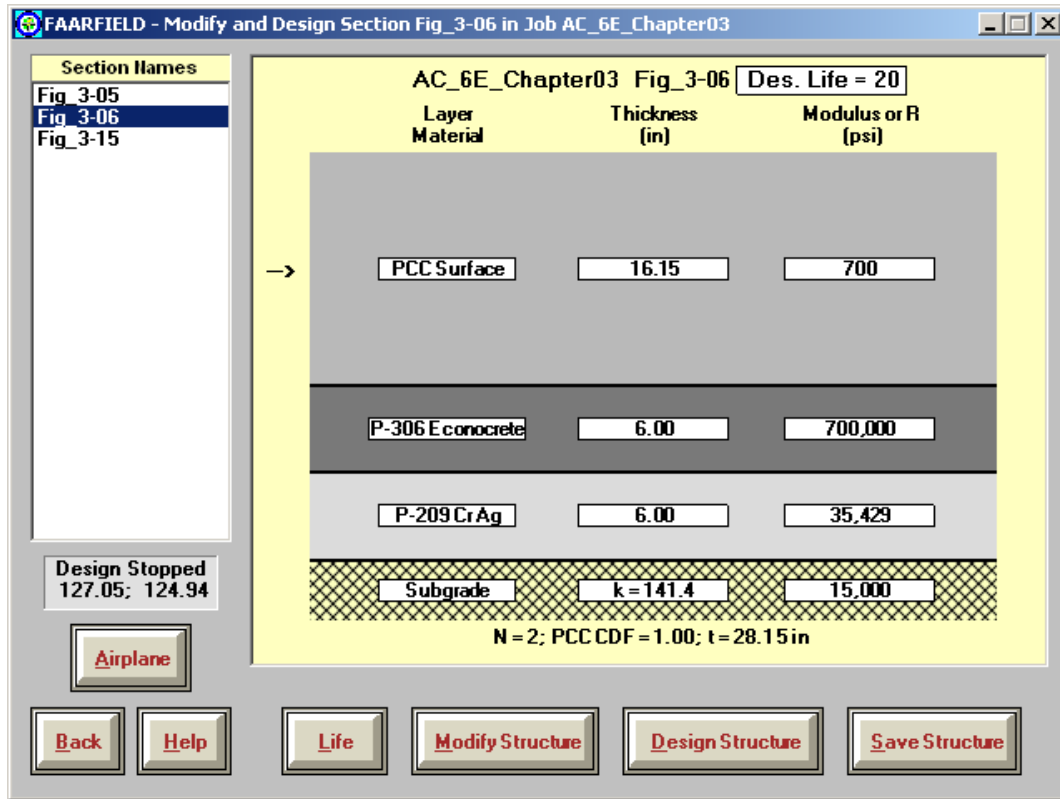 FAARFIELD - Modify and Design Section Fig_3-06 in Job AC_6E_Chapter03
Section Names
Fig_3-05
Fig_3-06
Fig_3-15
AC_6E_Chapter03 Fig_3-06 Des. Life = 20
Layer Material Thickness (in) Modulus or R (psi)
--> PCC Surface 16.15 700
P-306 Econocrete 6.00 700,000
P-209 CrAg 6.00 35,429
Subgrade k = 141.4 15,000
N = 2; PCC CDF = 1.00; t = 28.15 in
Design Stopped
127.05; 124.94
Airplane
Back Help Life Modify Structure Design Structure Save Structure